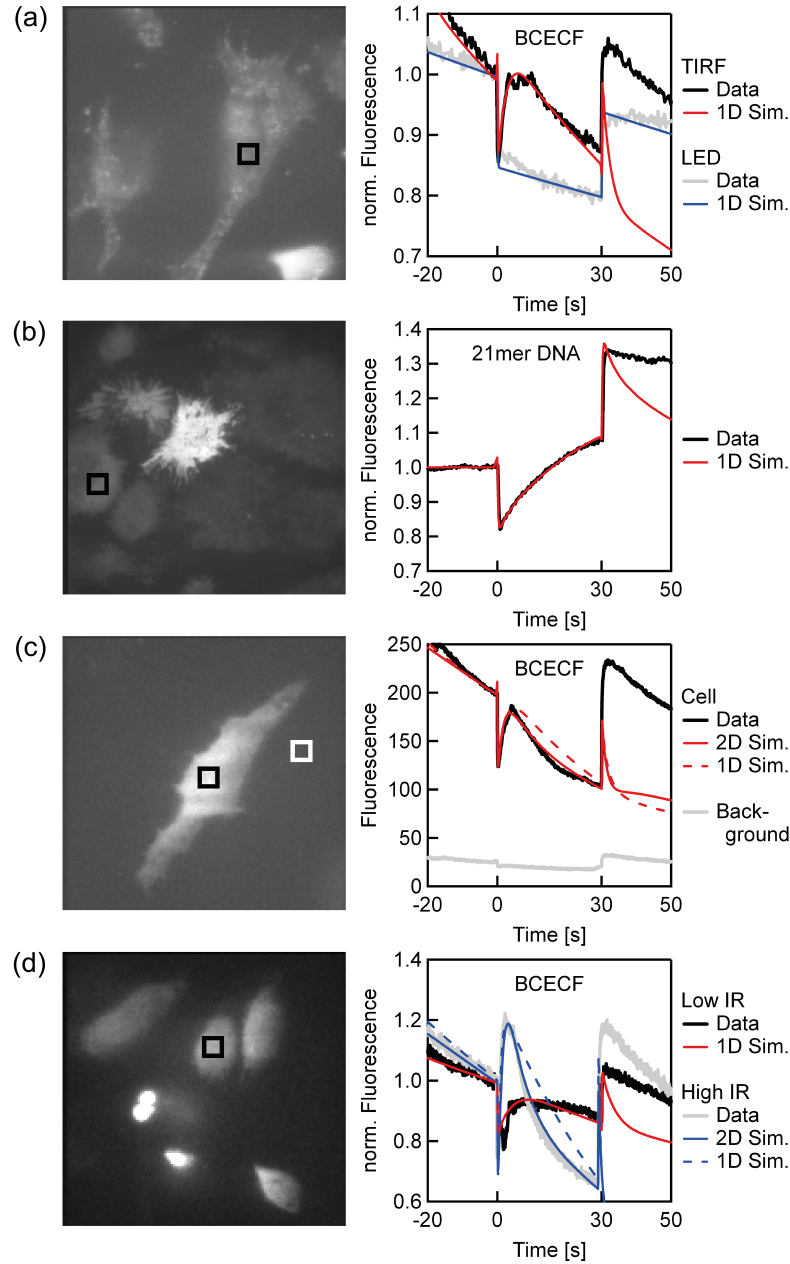 (a)
1.1
1.0
0.9
0.8
0.7
norm. Fluorescence
BCECF
-20
0
30
50
Time [s]
TIRF
Data
1D Sim.
LED
Data
1D Sim.
(b)
1.4
1.3
1.2
1.1
1.0
0.9
0.8
0.7
norm. Fluorescence
21mer DNA
-20
0
30
50
Time [s]
Data
1D Sim.
(c)
250
200
150
100
50
0
Fluorescence
BCECF
-20
0
30
50
Time [s]
Cell
Data
2D Sim.
1D Sim.
Back-
ground
(d)
1.4
1.2
1.0
0.8
0.6
norm. Fluorescence
BCECF
-20
0
30
50
Time [s]
Low IR
Data
1D Sim.
High IR
Data
2D Sim.
1D Sim.